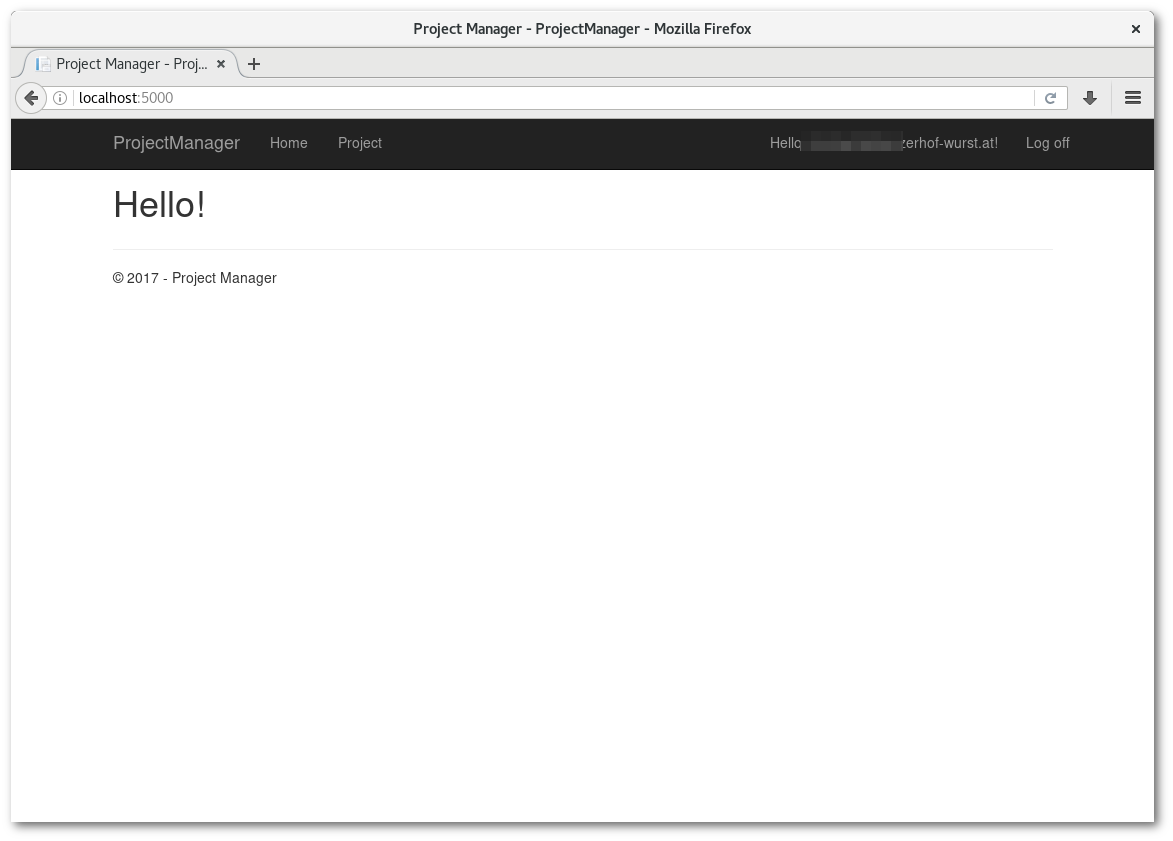 Project Manager - ProjectManager - Mozilla Firefox
Project Manager - Proj...
localhost:5000
ProjectManager Home Project Hello zerhof-wurst.at! Log off
Hello!
© 2017 - Project Manager